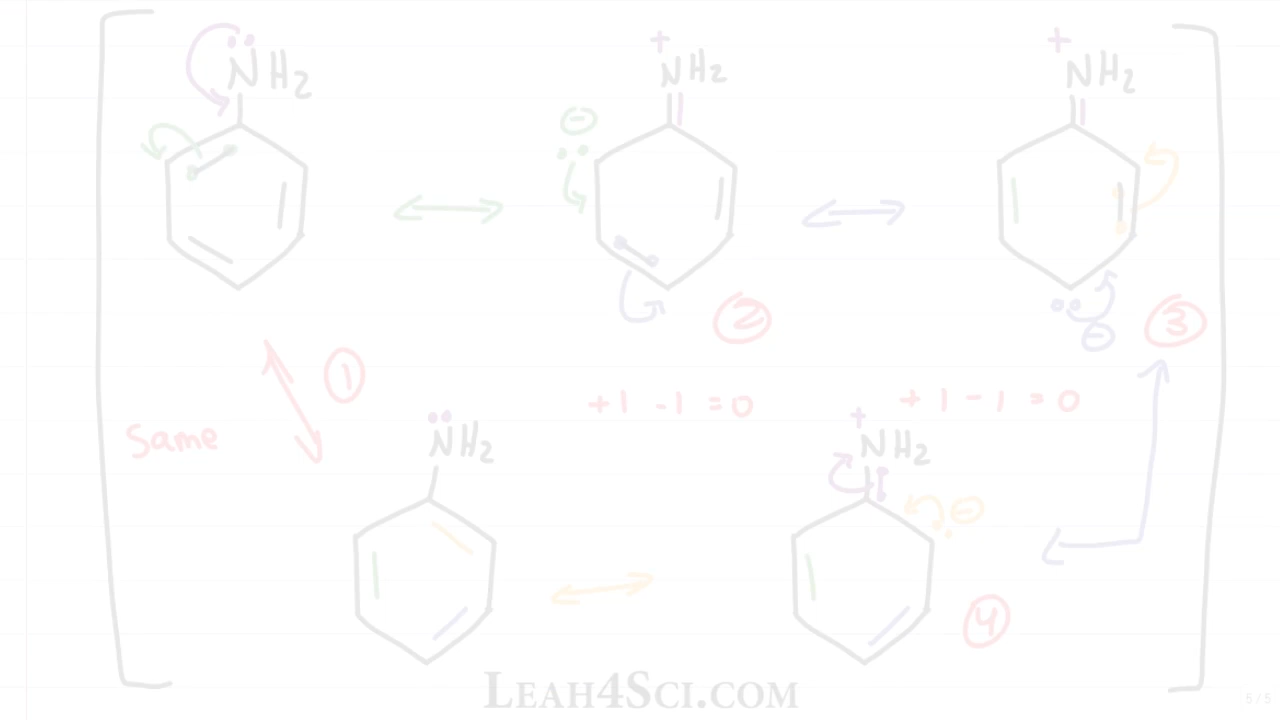 + +
NH2 NH2 NH2
−
2 3
−
1
+1 -1 = 0 +1 -1 = 0
Same
+
NH2 NH2
−
4
LEAH4SCI.COM
5 / 5